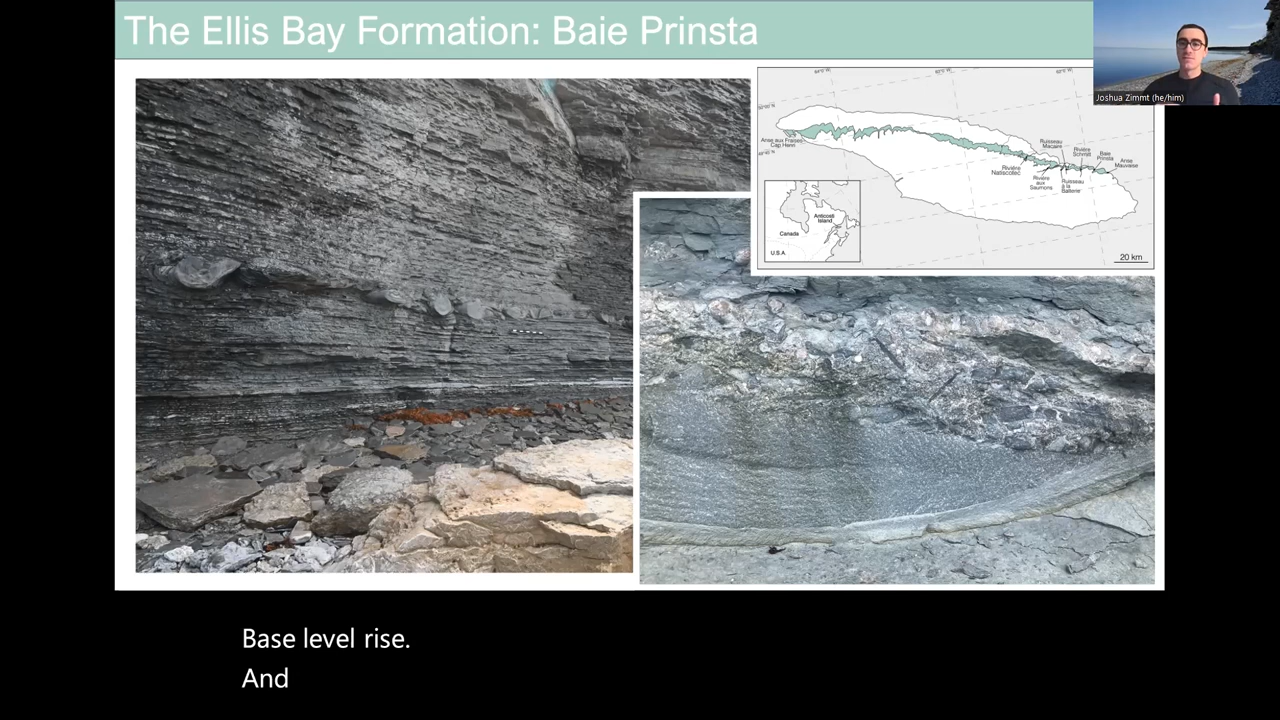 The Ellis Bay Formation: Baie Prinsta
Joshua Zimmt (he/him)
Anse aux Fraises
Cap Henri
Rivière
Natiscotec
Rivière
aux
Saumons
Ruisseau
Macaire
Ruisseau
à la
Batterie
Rivière
Schmitt
Baie
Prinsta
Anse
Mauvaise
Anticosti
Island
Canada
U.S.A.
20 km
Base level rise.
And